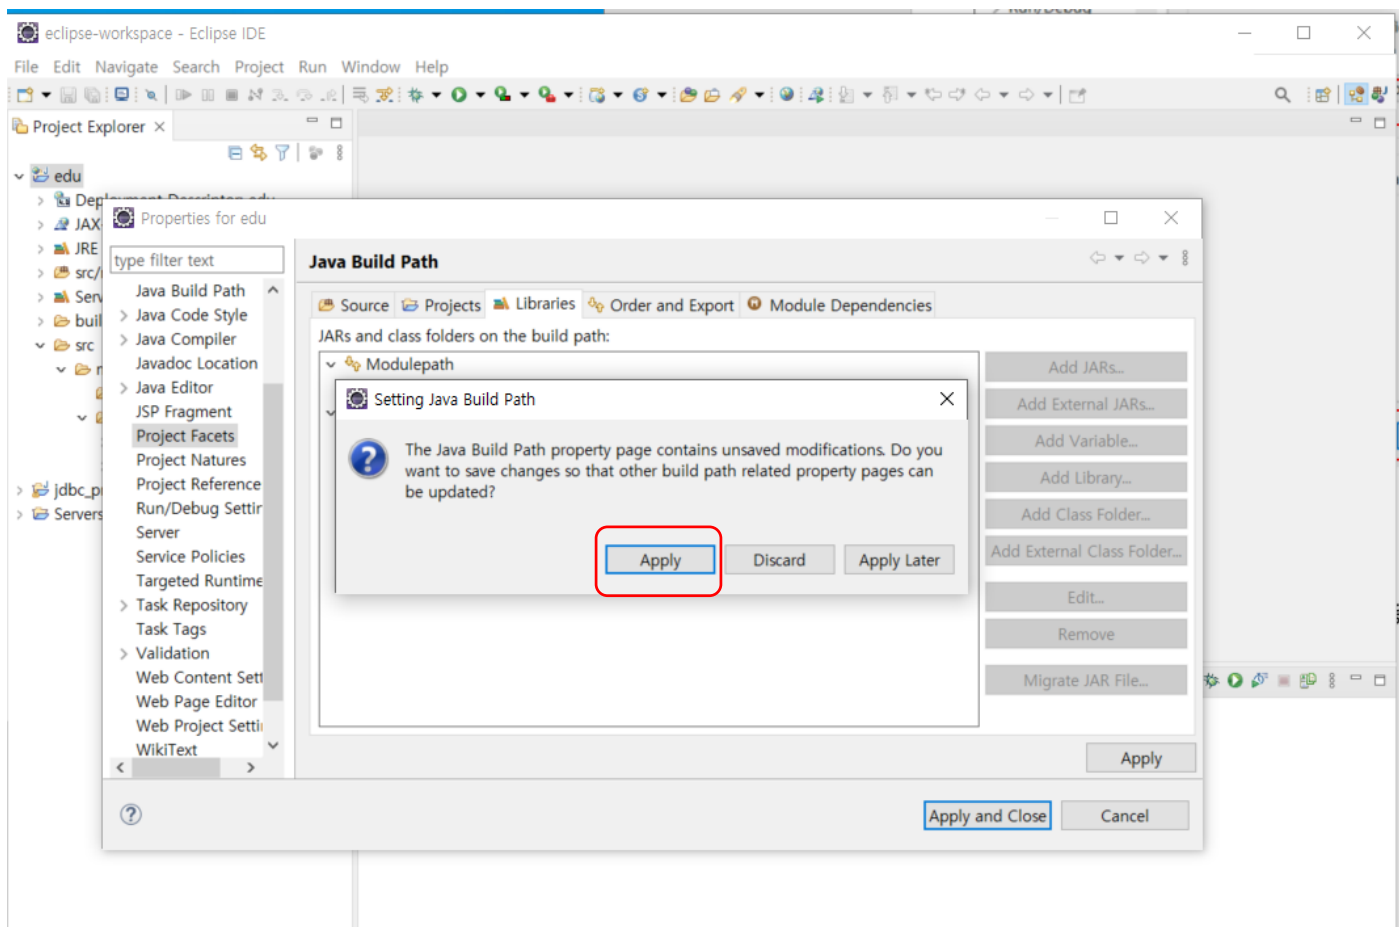 Run/Debug
eclipse-workspace - Eclipse IDE
File Edit Navigate Search Project Run Window Help
Project Explorer
edu
Deployment Descriptor: edu
JAX
JRE
src/
Serv
buil
src
jdbc_p
Servers
Properties for edu
type filter text
Java Build Path
Java Code Style
Java Compiler
Javadoc Location
Java Editor
JSP Fragment
Project Facets
Project Natures
Project Reference
Run/Debug Settir
Server
Service Policies
Targeted Runtime
Task Repository
Task Tags
Validation
Web Content Sett
Web Page Editor
Web Project Setti
WikiText
Java Build Path
Source Projects Libraries Order and Export Module Dependencies
JARs and class folders on the build path:
Modulepath
Add JARs...
Add External JARs...
Add Variable...
Add Library...
Add Class Folder...
Add External Class Folder...
Edit...
Remove
Migrate JAR File...
Setting Java Build Path
The Java Build Path property page contains unsaved modifications. Do you
want to save changes so that other build path related property pages can
be updated?
Apply Discard Apply Later
Apply
Apply and Close Cancel